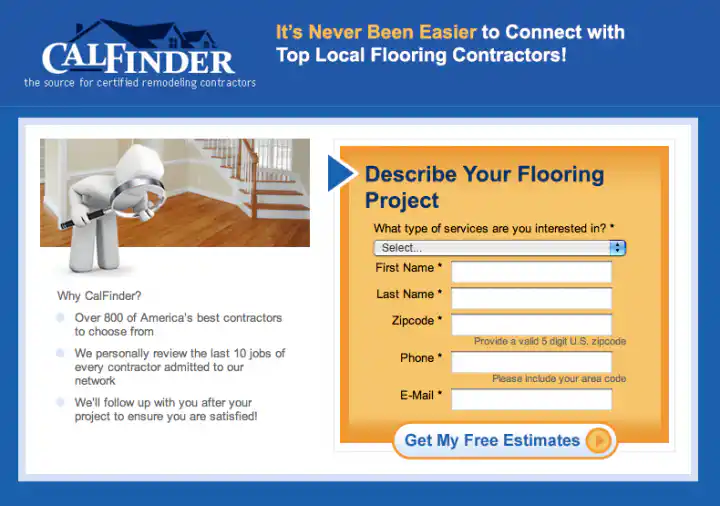 CALFINDER
the source for certified remodeling contractors
It's Never Been Easier to Connect with
Top Local Flooring Contractors!
Why CalFinder?
Over 800 of America's best contractors
to choose from
We personally review the last 10 jobs of
every contractor admitted to our
network
We'll follow up with you after your
project to ensure you are satisfied!
Describe Your Flooring
Project
What type of services are you interested in? *
Select...
First Name *
Last Name *
Zipcode *
Provide a valid 5 digit U.S. zipcode
Phone *
Please include your area code
E-Mail *
Get My Free Estimates